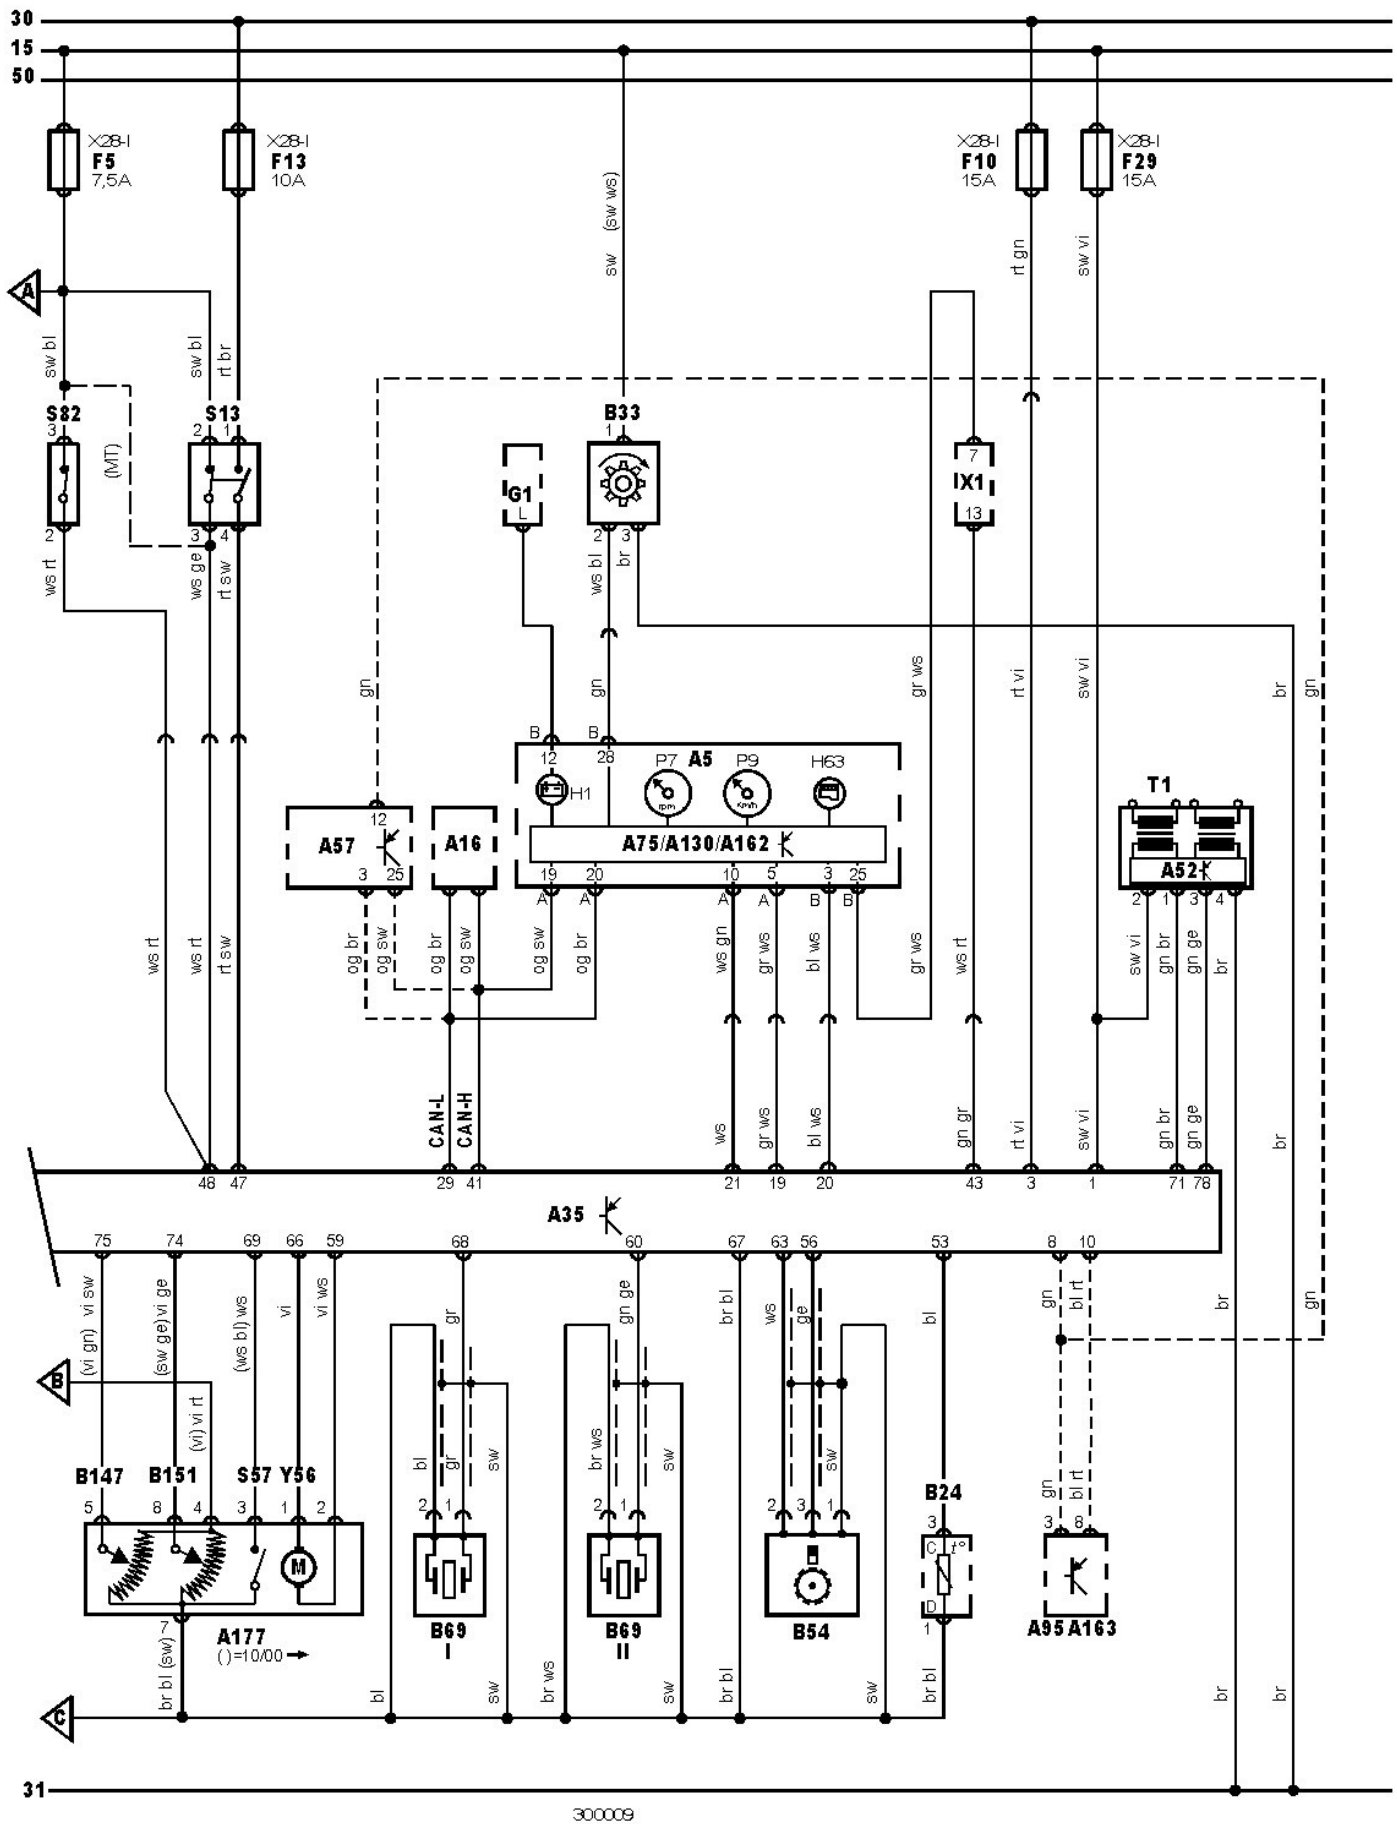 30
15
50
X28-I
F5
7,5A
X28-I
F13
10A
X28-I
F10
15A
X28-I
F29
15A
sw (sw ws)
rt gn
sw vi
A
sw bl
sw bl
rt br
S82
3
(MT)
2
ws rt
S13
2 1
3 4
ws ge
rt sw
G1
L
B33
1
2 3
ws bl
br
IX1
7
13
gn
gn
gr ws
rt vi
sw vi
br
gn
B
B
12
28
A5
H1
P7
rpm
P9
Km/h
H63
A75/A130/A162
19
20
10
5
3
25
A
A
A
A
B
B
A57
12
3
25
A16
T1
A52
2 1 3 4
ws rt
ws rt
rt sw
og br
og sw
og br
og sw
og sw
og br
ws gn
gr ws
bl ws
gr ws
ws rt
sw vi
gn br
gn ge
br
CAN-L
CAN-H
ws
gr ws
bl ws
gn gr
rt vi
sw vi
gn br
gn ge
br
48 47 29 41 21 19 20 43 3 1 71 78
A35
75 74 69 66 59 68 60 67 63 56 53 8 10
(vi gn) vi sw
(sw ge) vi ge
(ws bl) ws
vi
vi ws
gr
gn ge
br bl
ws
ge
bl
gn
bl rt
br
gn
B
(vi) vi rt
bl
gr
sw
br ws
sw
sw
gn
bl rt
B147
B151
S57
Y56
5 8 4 3 1 2
M
7
A177
( )=10/00
br bl (sw)
2 1
B69
I
2 1
B69
II
2 3 1
B54
B24
3
C
t°
D
1
3 8
A95 A163
bl
sw
br ws
sw
br bl
sw
br bl
br
br
C
31
300009